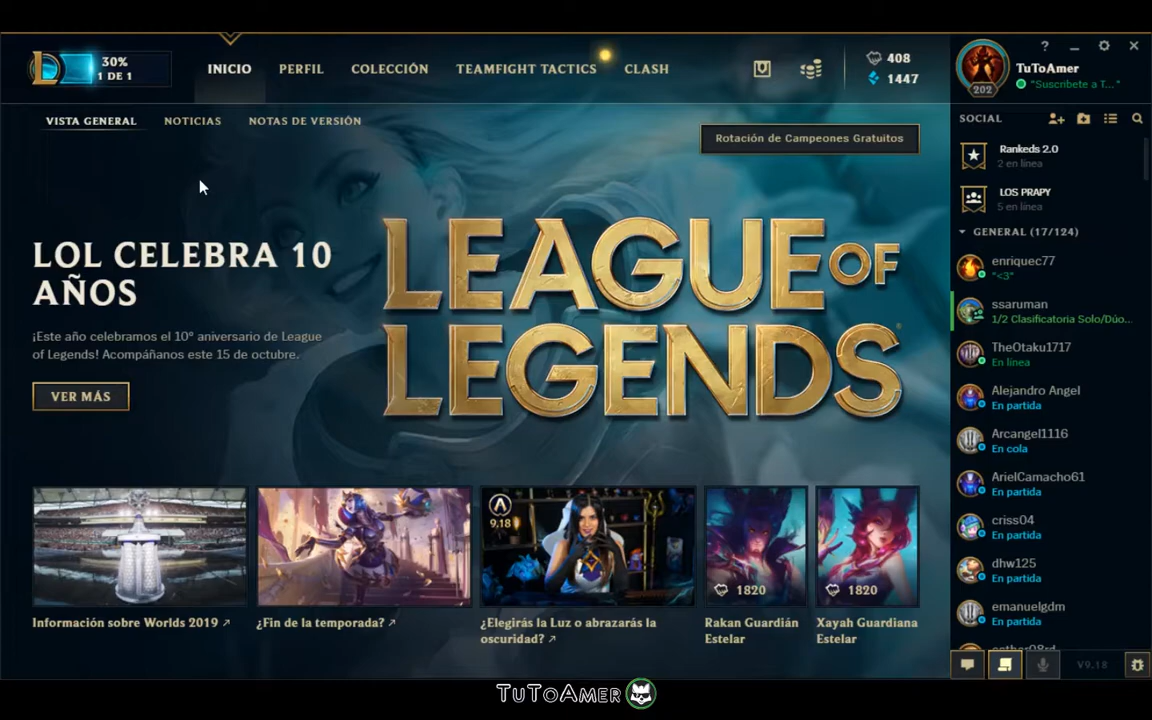 30%
1 DE 1
INICIO
PERFIL
COLECCIÓN
TEAMFIGHT TACTICS
CLASH
408
1447
?
202
TuToAmer
"Suscribete a T..."
VISTA GENERAL
NOTICIAS
NOTAS DE VERSIÓN
Rotación de Campeones Gratuitos
LOL CELEBRA 10
AÑOS
¡Este año celebramos el 10º aniversario de League
of Legends! Acompáñanos este 15 de octubre.
VER MÁS
LEAGUE OF
LEGENDS
9.18
1820
1820
Información sobre Worlds 2019
¿Fin de la temporada?
¿Elegirás la Luz o abrazarás la
oscuridad?
Rakan Guardián
Estelar
Xayah Guardiana
Estelar
SOCIAL
Rankeds 2.0
2 en línea
LOS PRAPY
5 en línea
GENERAL (17/124)
enriquec77
"<3"
ssaruman
1/2 Clasificatoria Solo/Dúo...
TheOtaku1717
En línea
Alejandro Angel
En partida
Arcangel1116
En cola
ArielCamacho61
En partida
criss04
En partida
dhw125
En partida
emanuelgdm
En partida
V9.18
TuToAmer